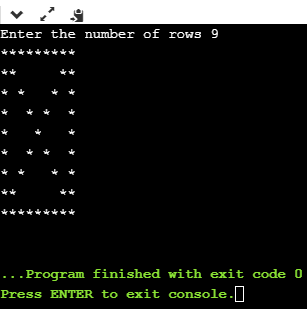 Enter the number of rows 9
*********
**     **
* *   * *
*  * *  *
*   *   *
*  * *  *
* *   * *
**     **
*********
...Program finished with exit code 0
Press ENTER to exit console.